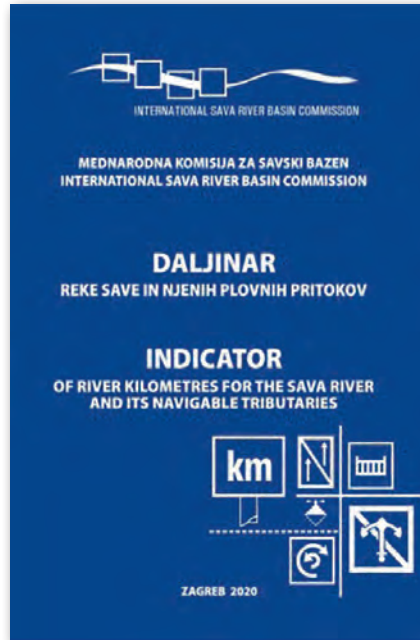 INTERNATIONAL SAVA RIVER BASIN COMMISSION
MEDNARODNA KOMISIJA ZA SAVSKI BAZEN
INTERNATIONAL SAVA RIVER BASIN COMMISSION
DALJINAR
REKE SAVE IN NJENIH PLOVNIH PRITOKOV
INDICATOR
OF RIVER KILOMETRES FOR THE SAVA RIVER
AND ITS NAVIGABLE TRIBUTARIES
km
ZAGREB 2020